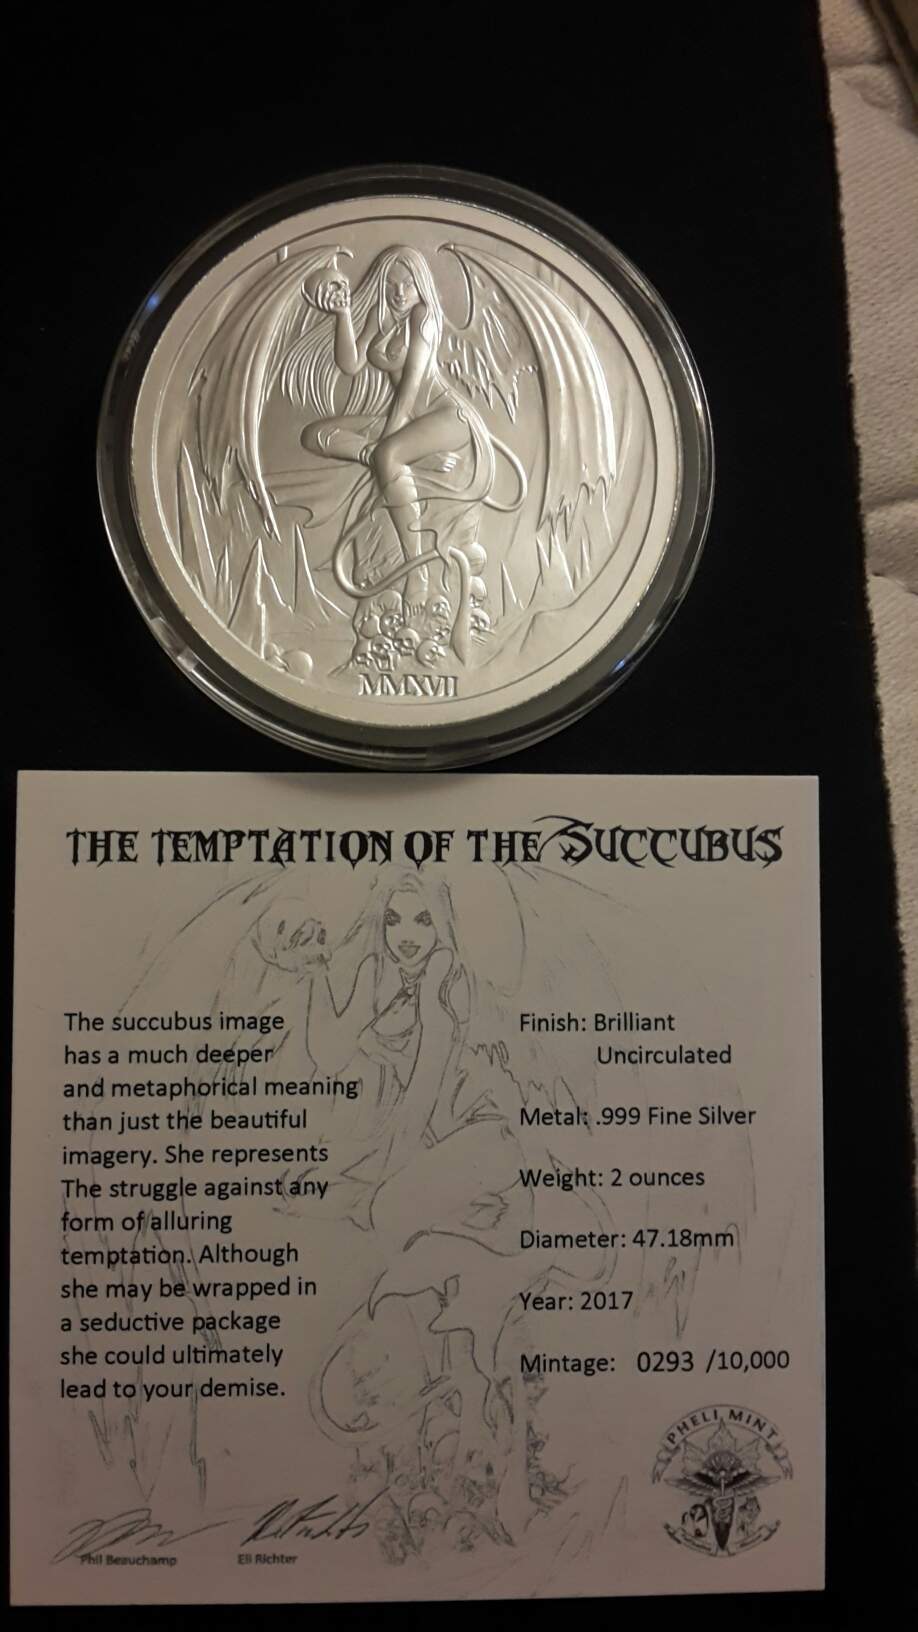 MMXVII
THE TEMPTATION OF THE SUCCUBUS
The succubus image
has a much deeper
and metaphorical meaning
than just the beautiful
imagery. She represents
The struggle against any
form of alluring
temptation. Although
she may be wrapped in
a seductive package
she could ultimately
lead to your demise.
Finish: Brilliant
Uncirculated
Metal: .999 Fine Silver
Weight: 2 ounces
Diameter: 47.18mm
Year: 2017
Mintage: 0293 /10,000
PHELI MINT
Phil Beauchamp
Eli Richter